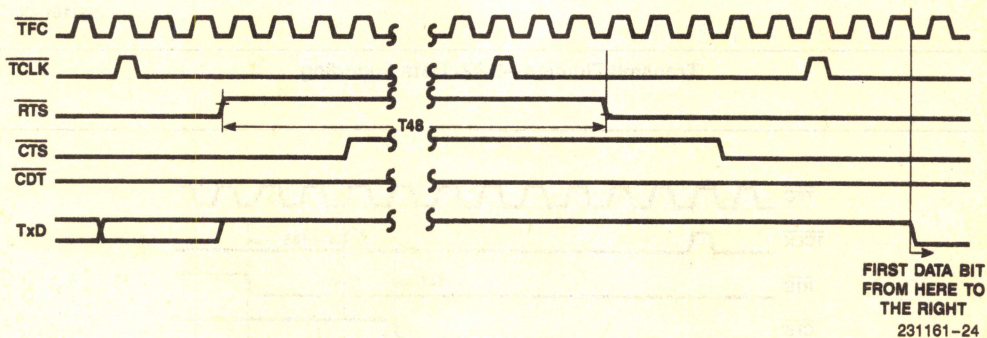 TFC
TCLK
RTS
T48
CTS
CDT
TxD
FIRST DATA BIT
FROM HERE TO
THE RIGHT
231161-24